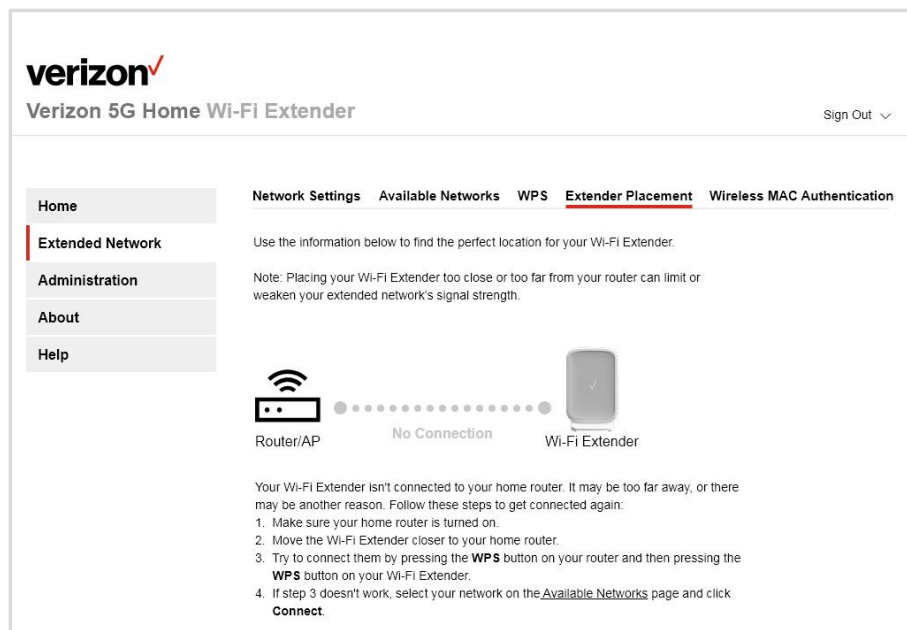 verizon
Verizon 5G Home Wi-Fi Extender
Sign Out
Home
Extended Network
Administration
About
Help
Network Settings Available Networks WPS Extender Placement Wireless MAC Authentication
Use the information below to find the perfect location for your Wi-Fi Extender.
Note: Placing your Wi-Fi Extender too close or too far from your router can limit or
weaken your extended network's signal strength.
No Connection
Router/AP
Wi-Fi Extender
Your Wi-Fi Extender isn't connected to your home router. It may be too far away, or there
may be another reason. Follow these steps to get connected again:
1. Make sure your home router is turned on.
2. Move the Wi-Fi Extender closer to your home router.
3. Try to connect them by pressing the WPS button on your router and then pressing the
WPS button on your Wi-Fi Extender.
4. If step 3 doesn't work, select your network on the Available Networks page and click
Connect.